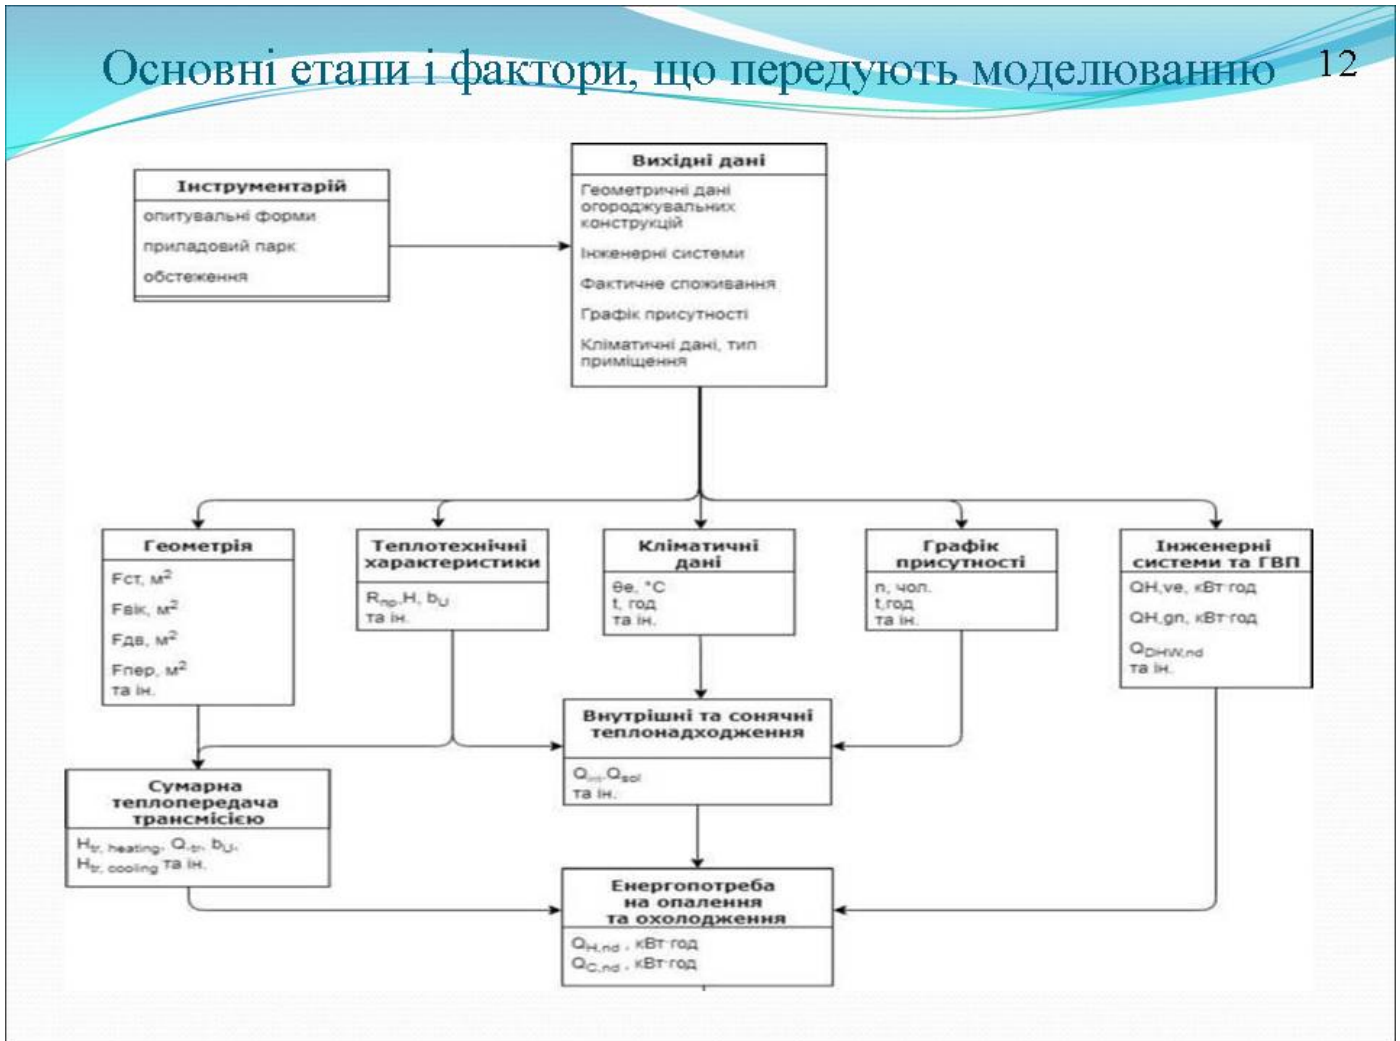 Основні етапи і фактори, що передують моделюванню
12
Інструментарій
опитувальні форми
приладовий парк
обстеження
Вихідні дані
Геометричні дані
огороджувальних
конструкцій
Інженерні системи
Фактичне споживання
Графік присутності
Кліматичні дані, тип
приміщення
Геометрія
Fст, м²
Fвік, м²
Fдв, м²
Fпер, м²
та ін.
Теплотехнічні
характеристики
Rпр,H, bU
та ін.
Кліматичні
дані
θe, °C
t, год
та ін.
Графік
присутності
n, чол.
t,год
та ін.
Інженерні
системи та ГВП
QH,ve, кВт·год
QH,gn, кВт·год
QDHW,nd
та ін.
Внутрішні та сонячні
теплонадходження
Qint,Qsol
та ін.
Сумарна
теплопередача
трансмісією
Htr, heating, Q,tr, bU,
Htr, cooling та ін.
Енергопотреба
на опалення
та охолодження
QH,nd , кВт·год
QC,nd , кВт·год